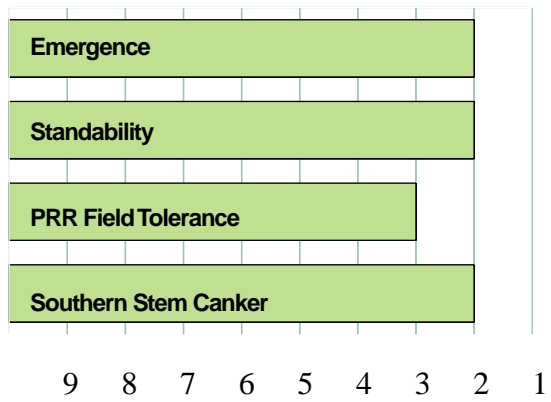 Emergence
Standability
PRR Field Tolerance
Southern Stem Canker
9 8 7 6 5 4 3 2 1